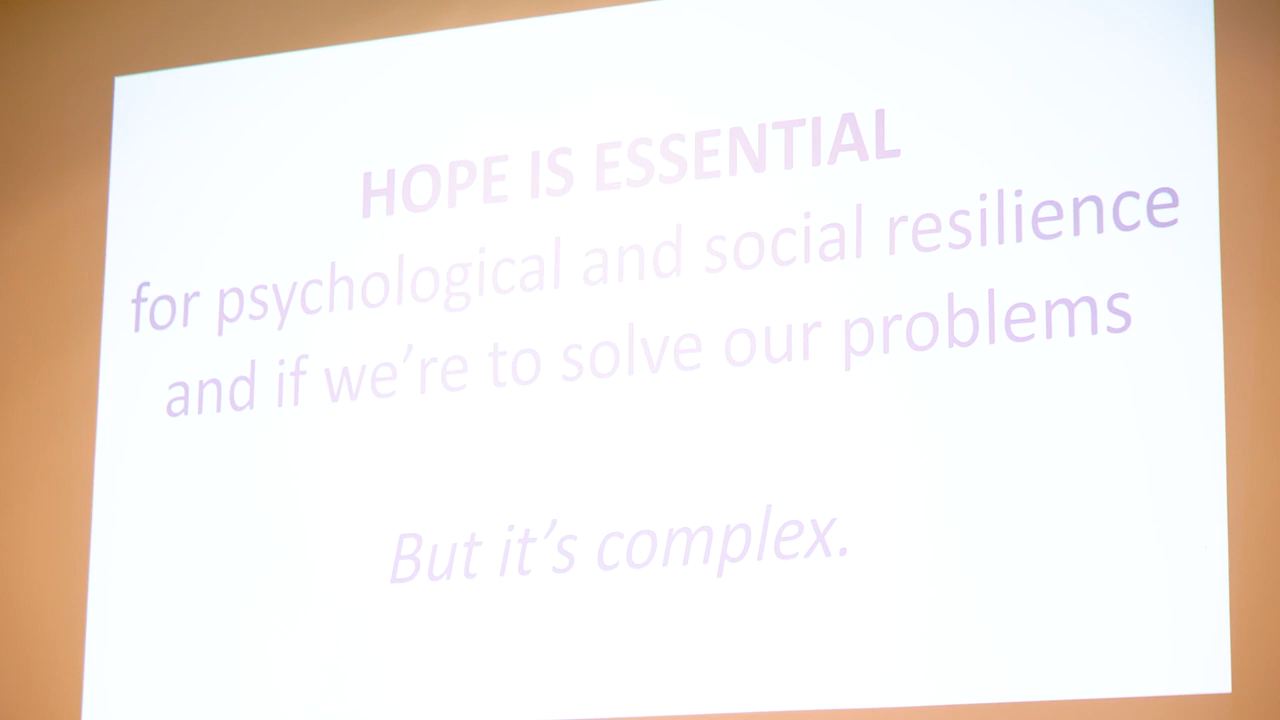 HOPE IS ESSENTIAL
for psychological and social resilience
and if we’re to solve our problems
But it’s complex.